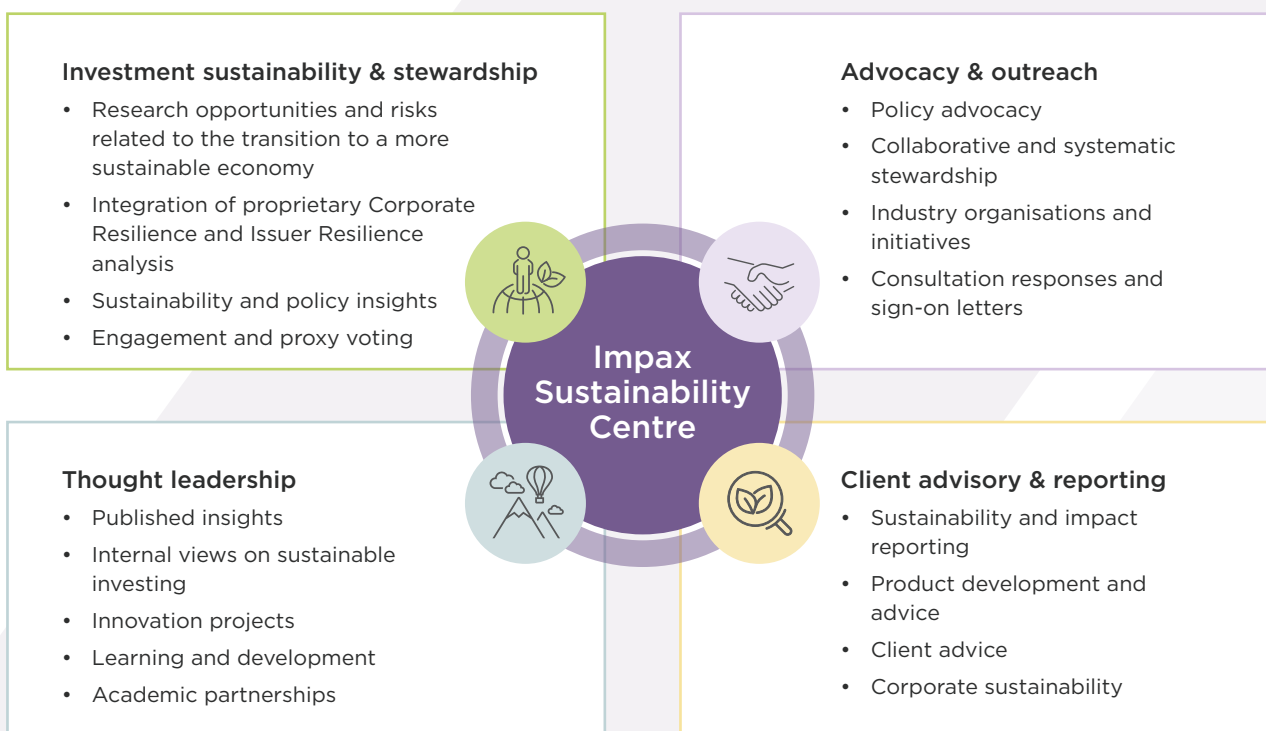 Investment sustainability & stewardship
• Research opportunities and risks
related to the transition to a more
sustainable economy
• Integration of proprietary Corporate
Resilience and Issuer Resilience
analysis
• Sustainability and policy insights
• Engagement and proxy voting
Advocacy & outreach
• Policy advocacy
• Collaborative and systematic
stewardship
• Industry organisations and
initiatives
• Consultation responses and
sign-on letters
Impax
Sustainability
Centre
Thought leadership
• Published insights
• Internal views on sustainable
investing
• Innovation projects
• Learning and development
• Academic partnerships
Client advisory & reporting
• Sustainability and impact
reporting
• Product development and
advice
• Client advice
• Corporate sustainability